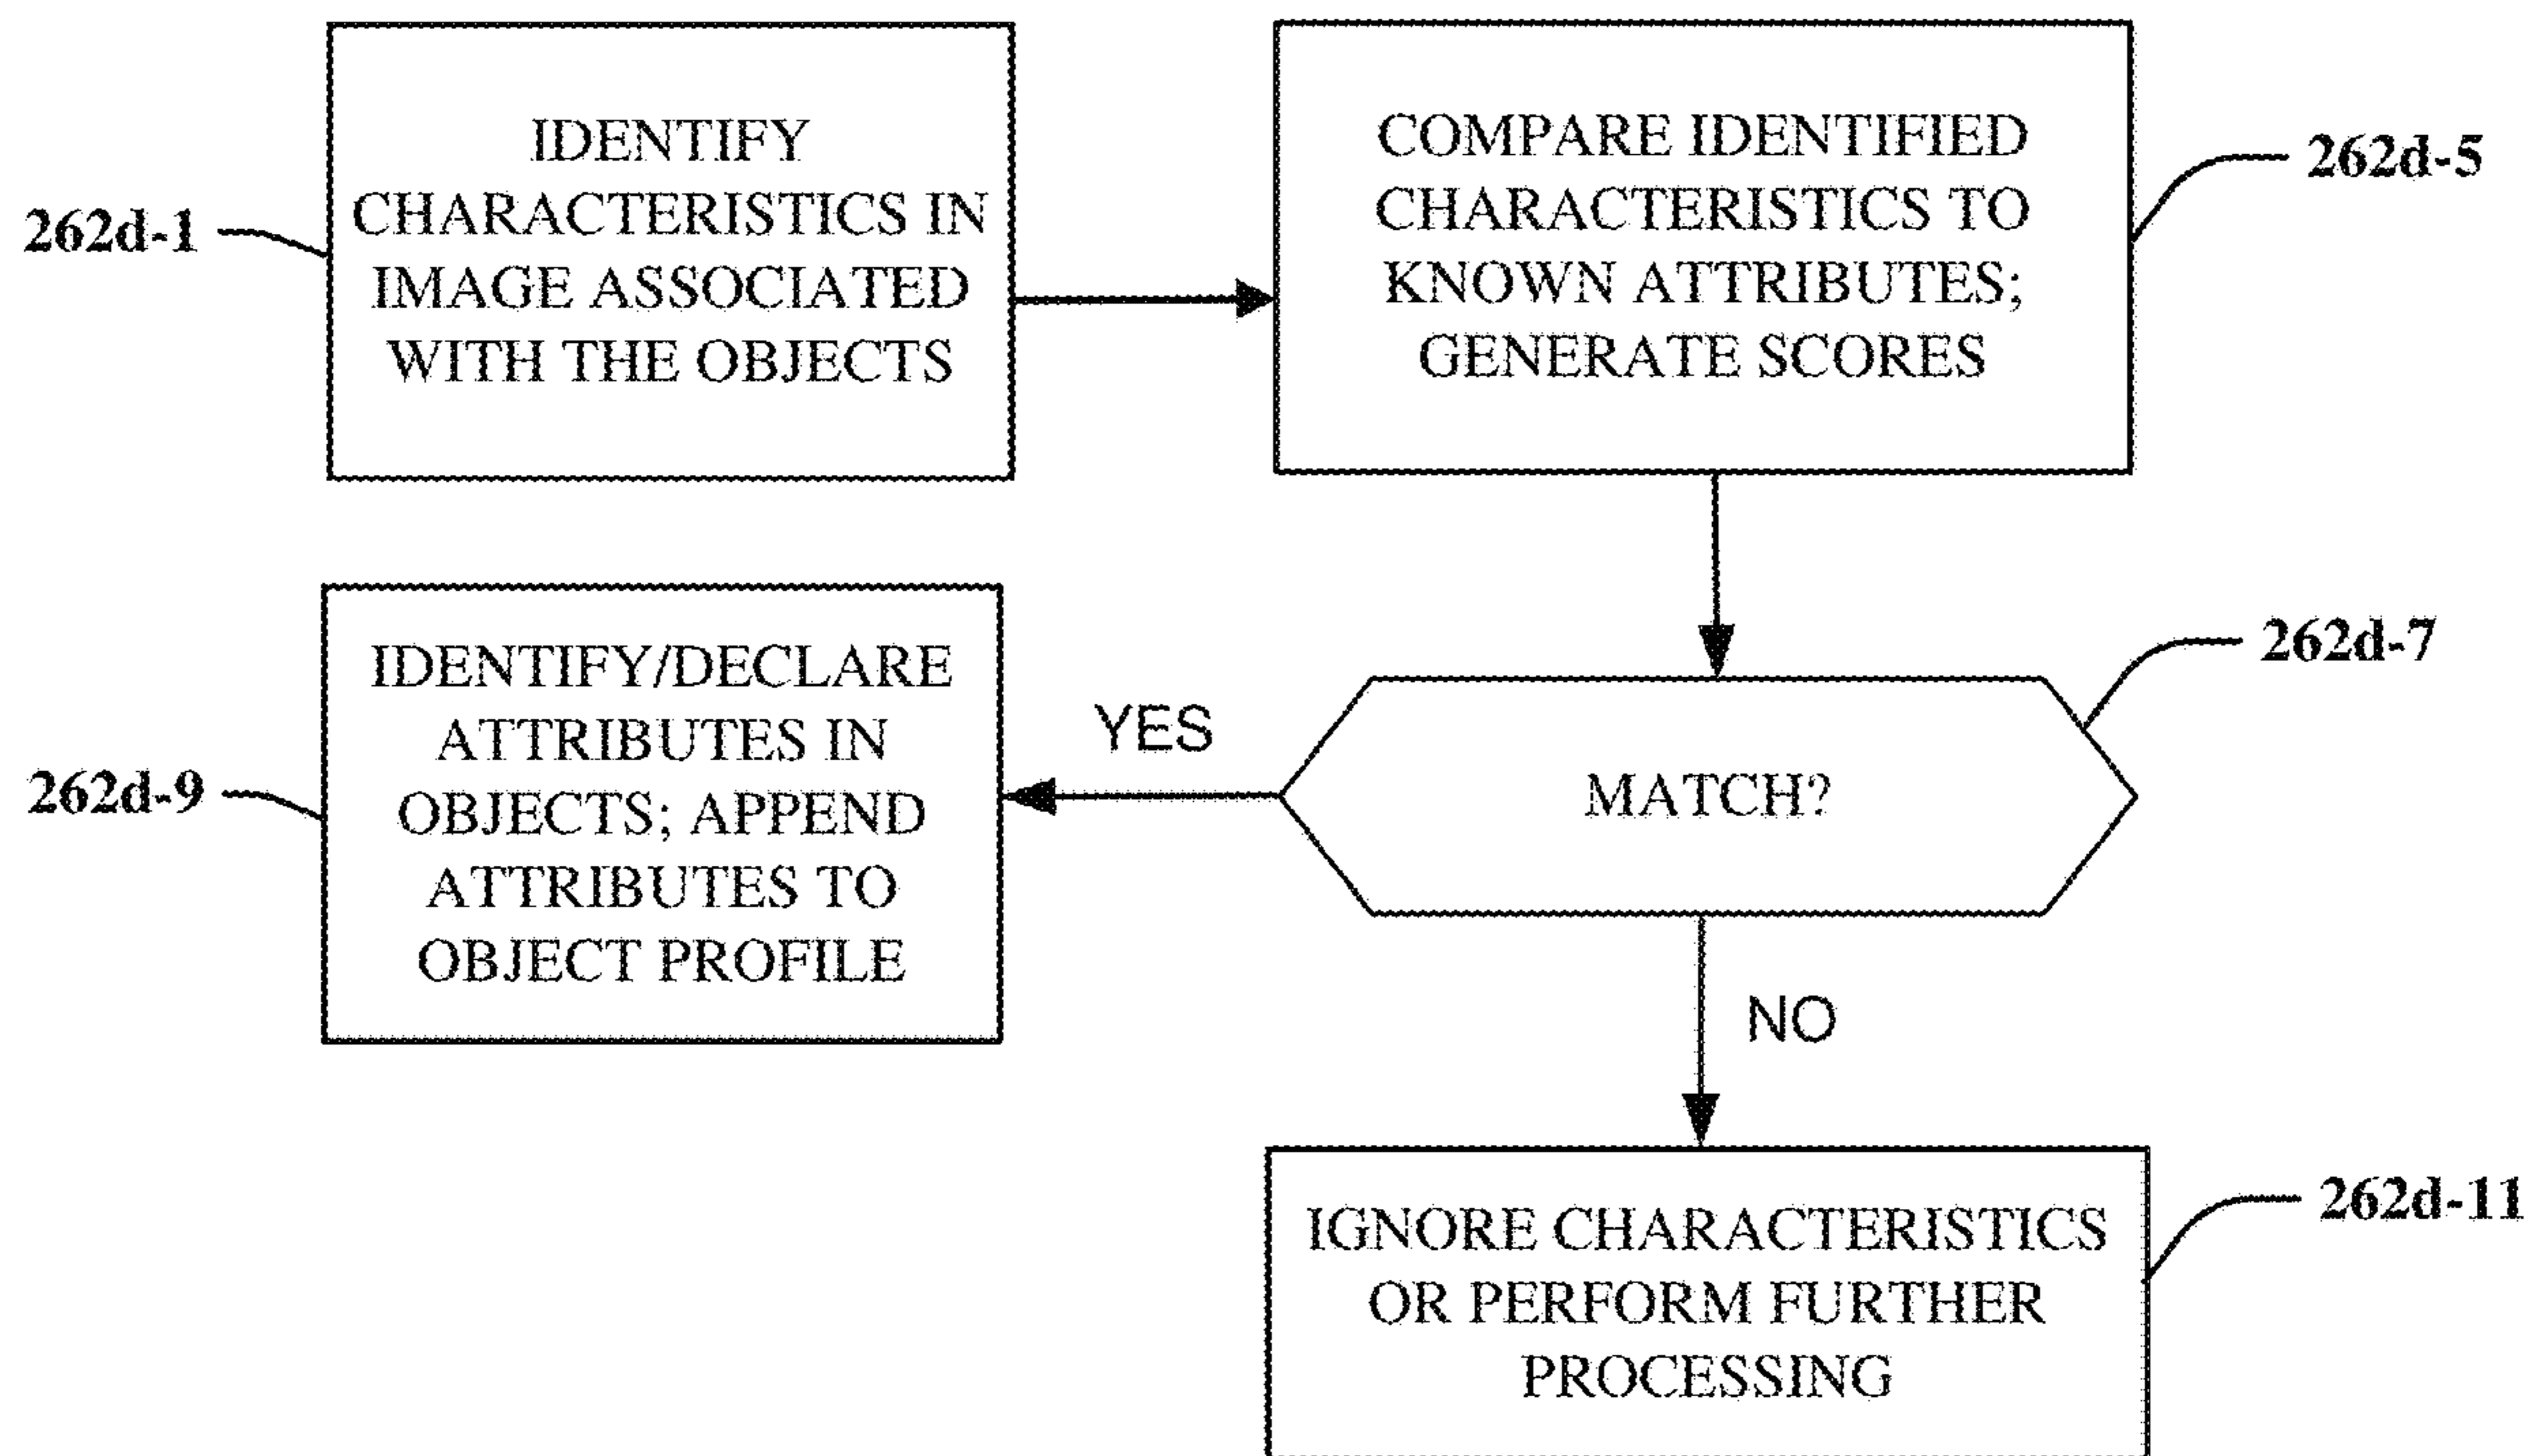 262d-1
IDENTIFY
CHARACTERISTICS IN
IMAGE ASSOCIATED
WITH THE OBJECTS
COMPARE IDENTIFIED
CHARACTERISTICS TO
KNOWN ATTRIBUTES;
GENERATE SCORES
262d-5
262d-9
IDENTIFY/DECLARE
ATTRIBUTES IN
OBJECTS; APPEND
ATTRIBUTES TO
OBJECT PROFILE
YES
MATCH?
262d-7
NO
IGNORE CHARACTERISTICS
OR PERFORM FURTHER
PROCESSING
262d-11